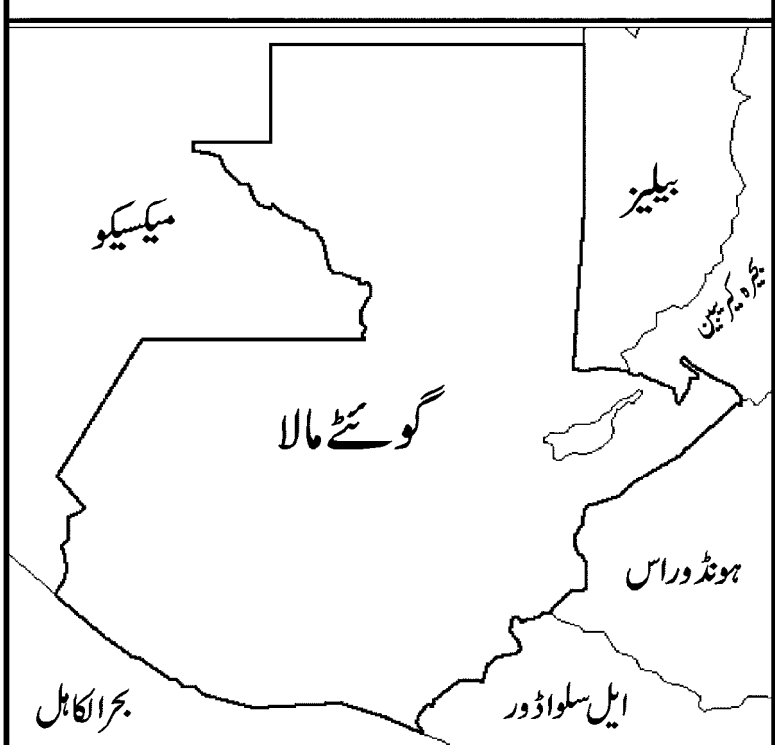 بیلیز
میکسیکو
بحیرہ کیریبین
گوئٹے مالا
ہونڈوراس
ایل سلواڈور
بحرالکاہل